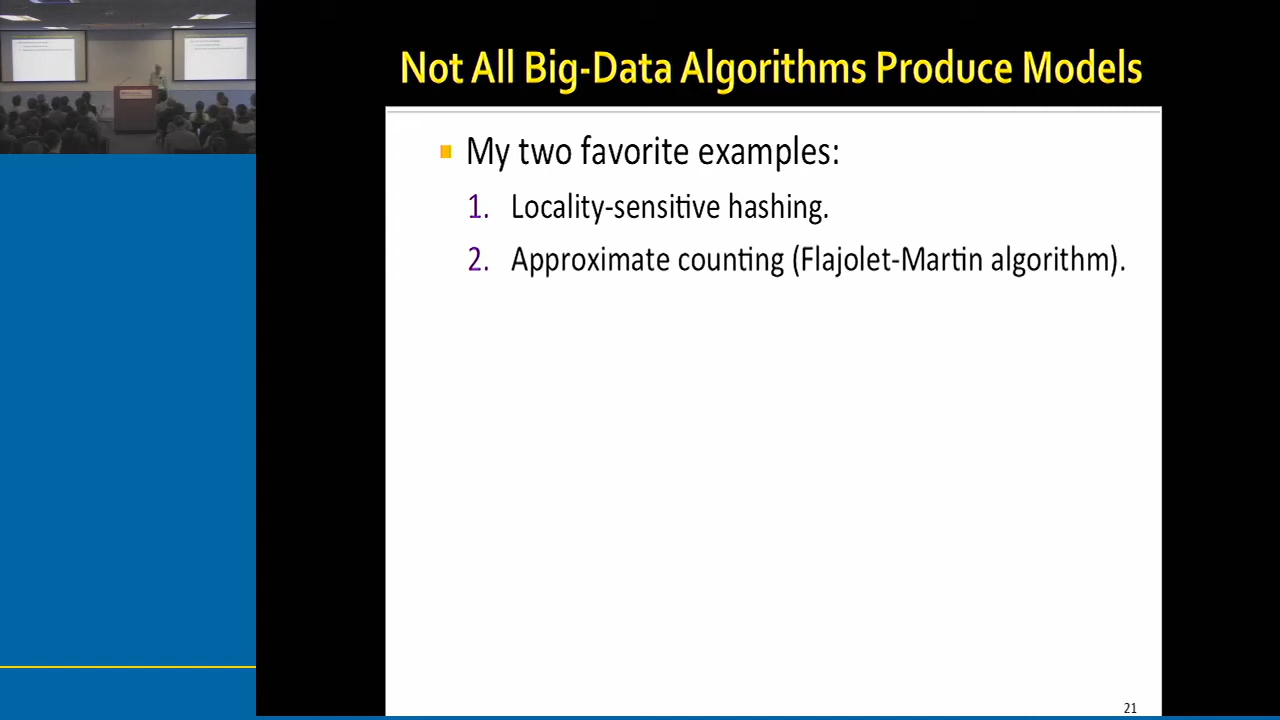 Not All Big-Data Algorithms Produce Models
My two favorite examples:
1. Locality-sensitive hashing.
2. Approximate counting (Flajolet-Martin algorithm).
21